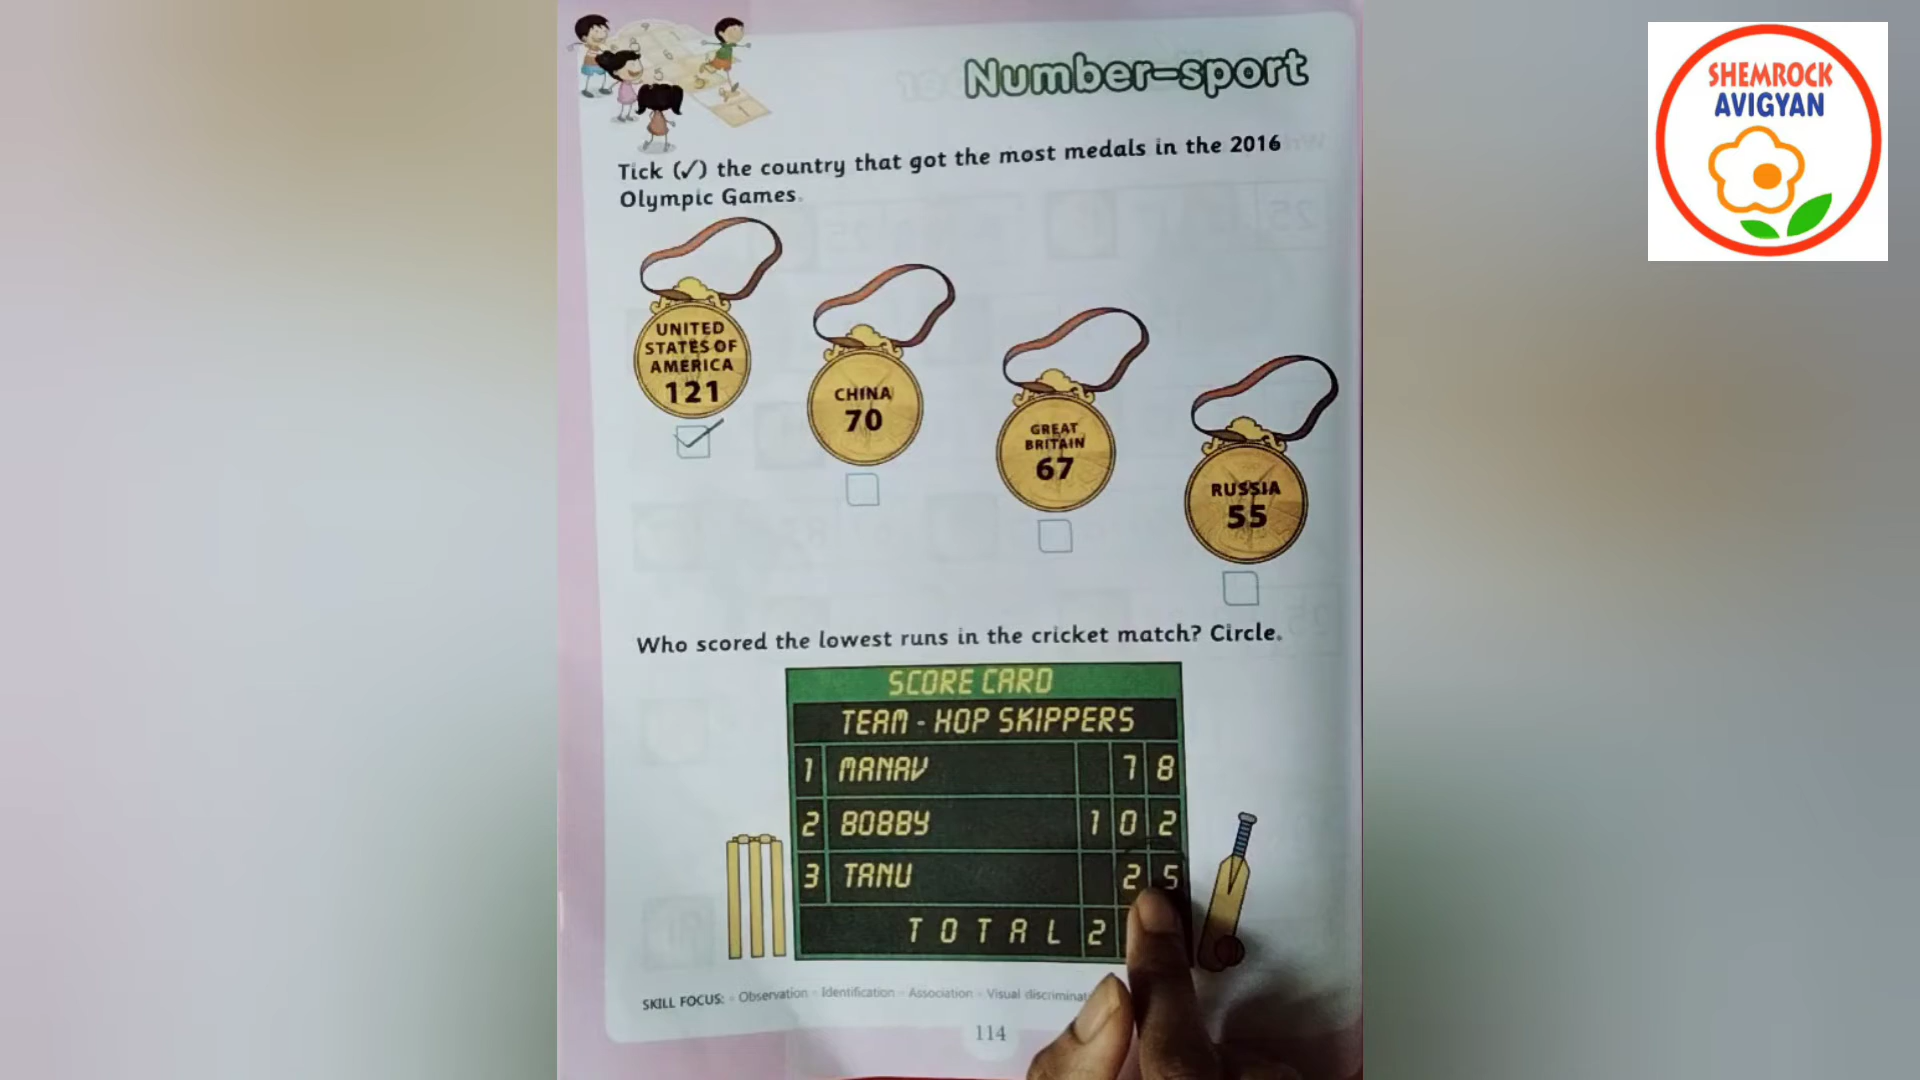 Number-sport
SHEMROCK
AVIGYAN
Tick (✓) the country that got the most medals in the 2016
Olympic Games.
UNITED
STATES OF
AMERICA
121
CHINA
70
GREAT
BRITAIN
67
RUSSIA
55
Who scored the lowest runs in the cricket match? Circle.
SCORE CARD
TEAM - HOP SKIPPERS
1 MANAV 7 8
2 BOBBY 1 0 2
3 TANU 2 5
TOTAL 2
SKILL FOCUS: • Observation • Identification • Association • Visual discriminat
114